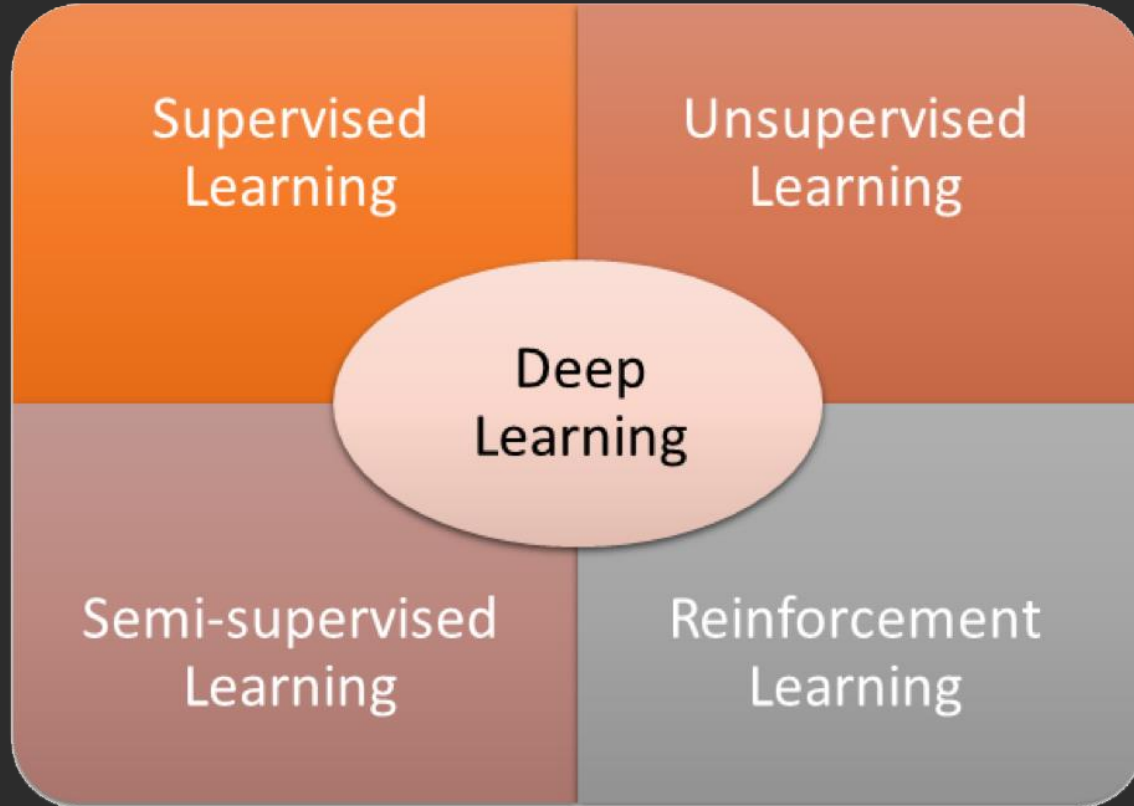 Supervised
Learning
Unsupervised
Learning
Deep
Learning
Semi-supervised
Learning
Reinforcement
Learning